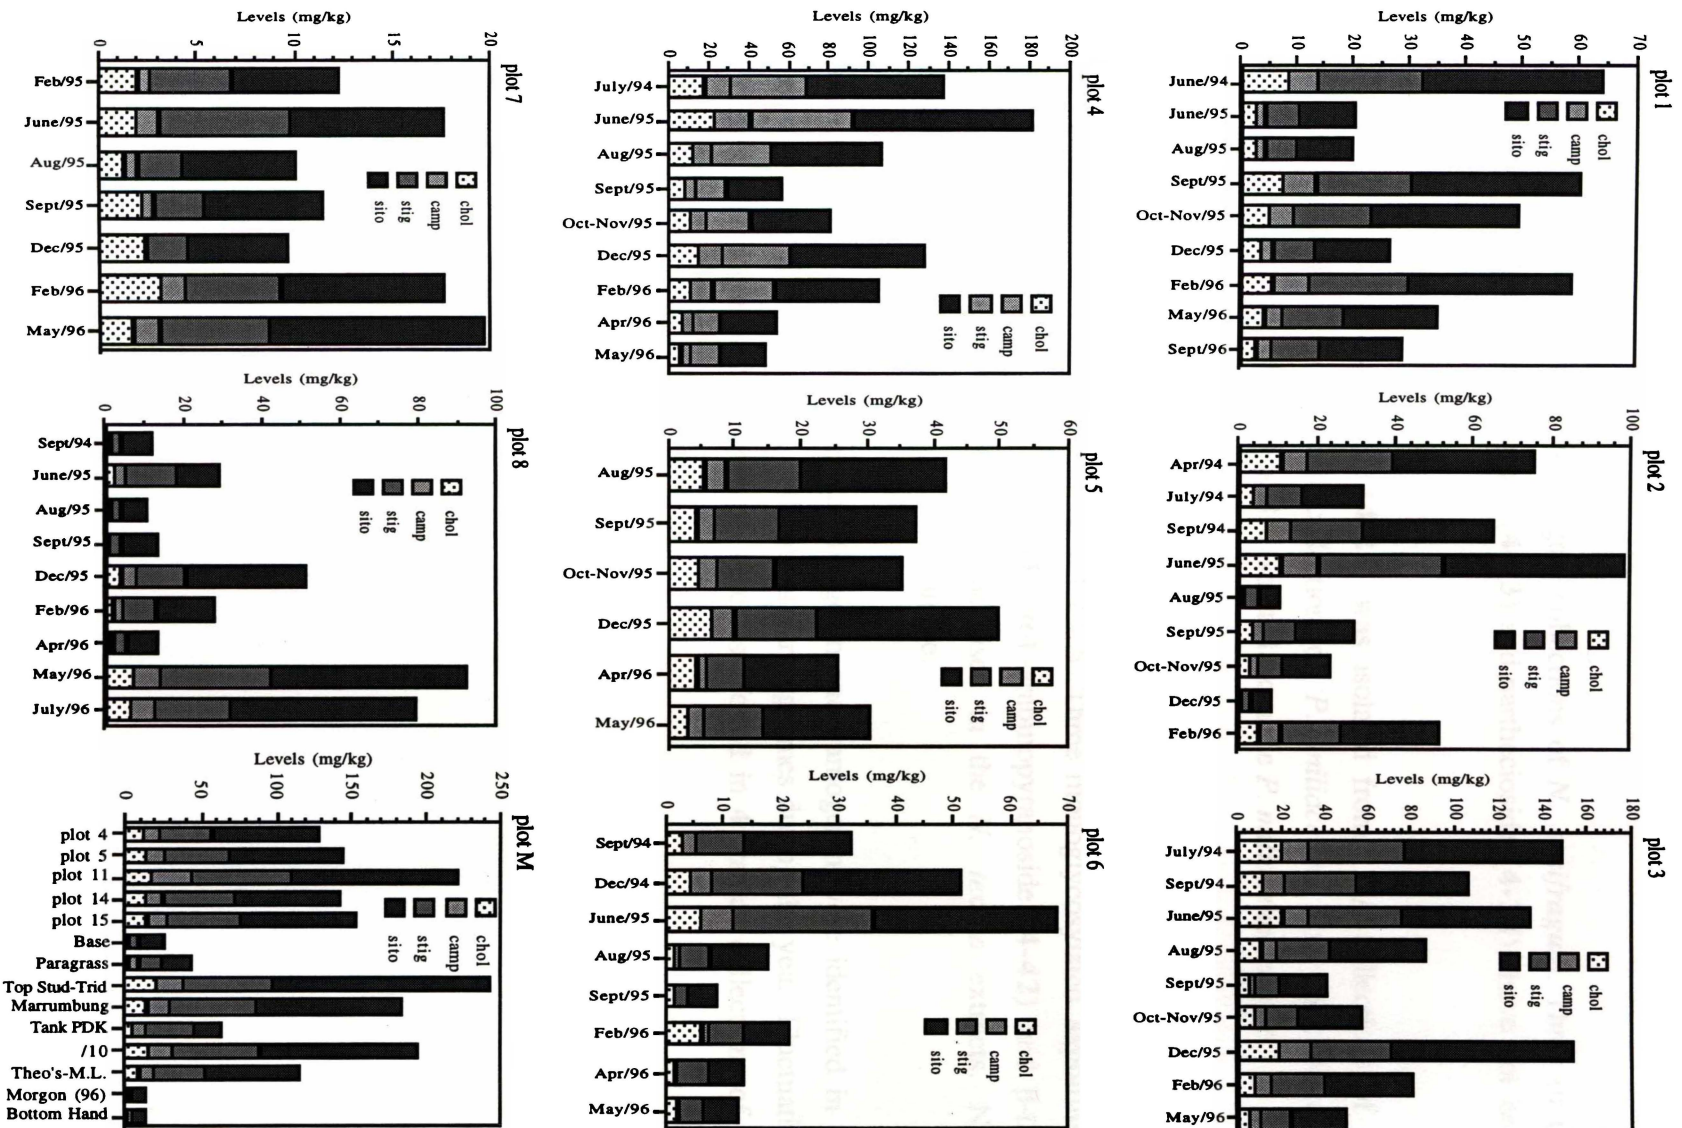 plot 1
Levels (mg/kg)
0 10 20 30 40 50 60 70
June/94
June/95
Aug/95
Sept/95
Oct-Nov/95
Dec/95
Feb/96
May/96
Sept/96
chol
camp
stig
sito
plot 2
Levels (mg/kg)
0 20 40 60 80 100
Apr/94
July/94
Sept/94
June/95
Aug/95
Sept/95
Oct-Nov/95
Dec/95
Feb/96
chol
camp
stig
sito
plot 3
Levels (mg/kg)
0 20 40 60 80 100 120 140 160 180
July/94
Sept/94
June/95
Aug/95
Sept/95
Oct-Nov/95
Dec/95
Feb/96
May/96
chol
camp
stig
sito
plot 4
Levels (mg/kg)
0 20 40 60 80 100 120 140 160 180 200
July/94
June/95
Aug/95
Sept/95
Oct-Nov/95
Dec/95
Feb/96
Apr/96
May/96
chol
camp
stig
sito
plot 5
Levels (mg/kg)
0 10 20 30 40 50 60
Aug/95
Sept/95
Oct-Nov/95
Dec/95
Apr/96
May/96
chol
camp
stig
sito
plot 6
Levels (mg/kg)
0 10 20 30 40 50 60 70
Sept/94
Dec/94
June/95
Aug/95
Sept/95
Feb/96
Apr/96
May/96
chol
camp
stig
sito
plot 7
Levels (mg/kg)
0 5 10 15 20
Feb/95
June/95
Aug/95
Sept/95
Dec/95
Feb/96
May/96
chol
camp
stig
sito
plot 8
Levels (mg/kg)
0 20 40 60 80 100
Sept/94
June/95
Aug/95
Sept/95
Dec/95
Feb/96
Apr/96
May/96
July/96
chol
camp
stig
sito
plot M
Levels (mg/kg)
0 50 100 150 200 250
plot 4
plot 5
plot 11
plot 14
plot 15
Base
Paragrass
Top Stud-Trid
Marrumbung
Tank PDK
/10
Theo's-M.L.
Morgon (96)
Bottom Hand
chol
camp
stig
sito